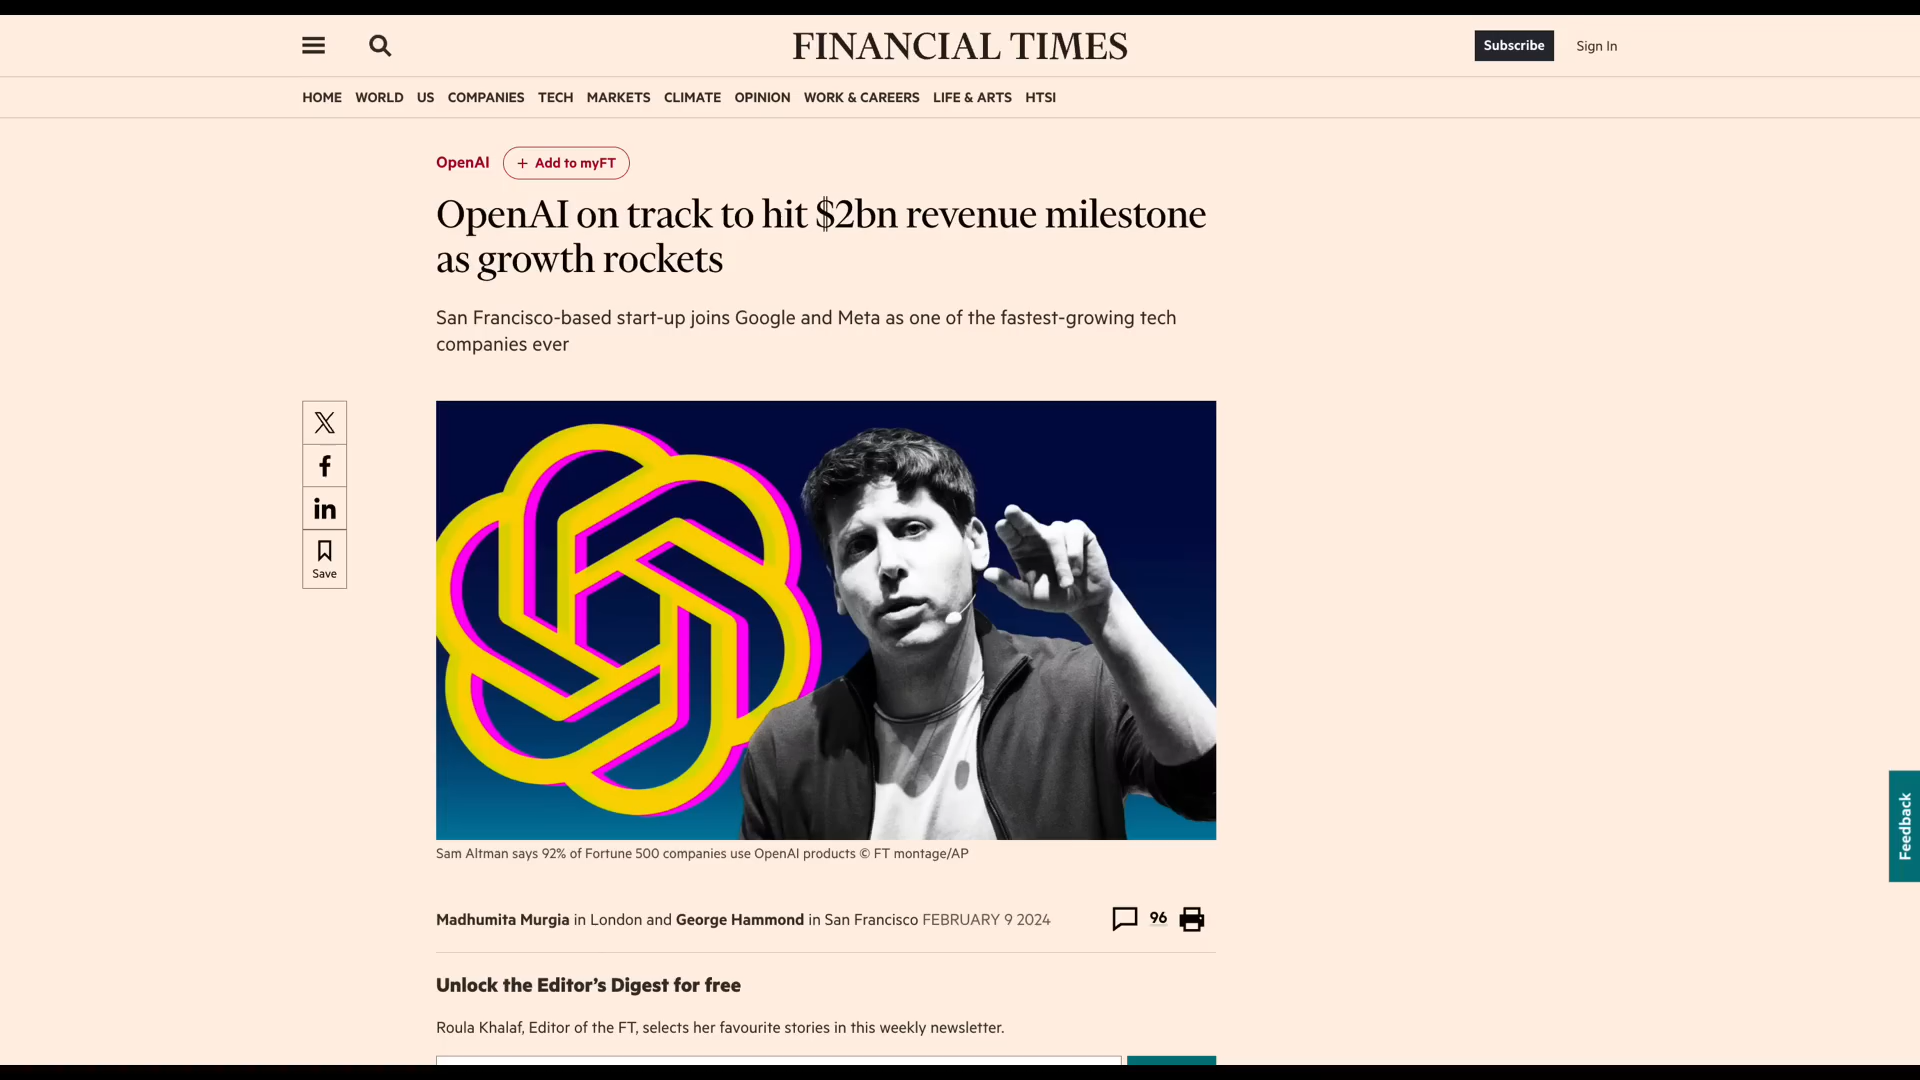 FINANCIAL TIMES
Subscribe
Sign In
HOME WORLD US COMPANIES TECH MARKETS CLIMATE OPINION WORK & CAREERS LIFE & ARTS HTSI
OpenAI
+ Add to myFT
OpenAI on track to hit $2bn revenue milestone
as growth rockets
San Francisco-based start-up joins Google and Meta as one of the fastest-growing tech
companies ever
Save
Sam Altman says 92% of Fortune 500 companies use OpenAI products © FT montage/AP
Madhumita Murgia in London and George Hammond in San Francisco FEBRUARY 9 2024
96
Unlock the Editor’s Digest for free
Roula Khalaf, Editor of the FT, selects her favourite stories in this weekly newsletter.
Feedback